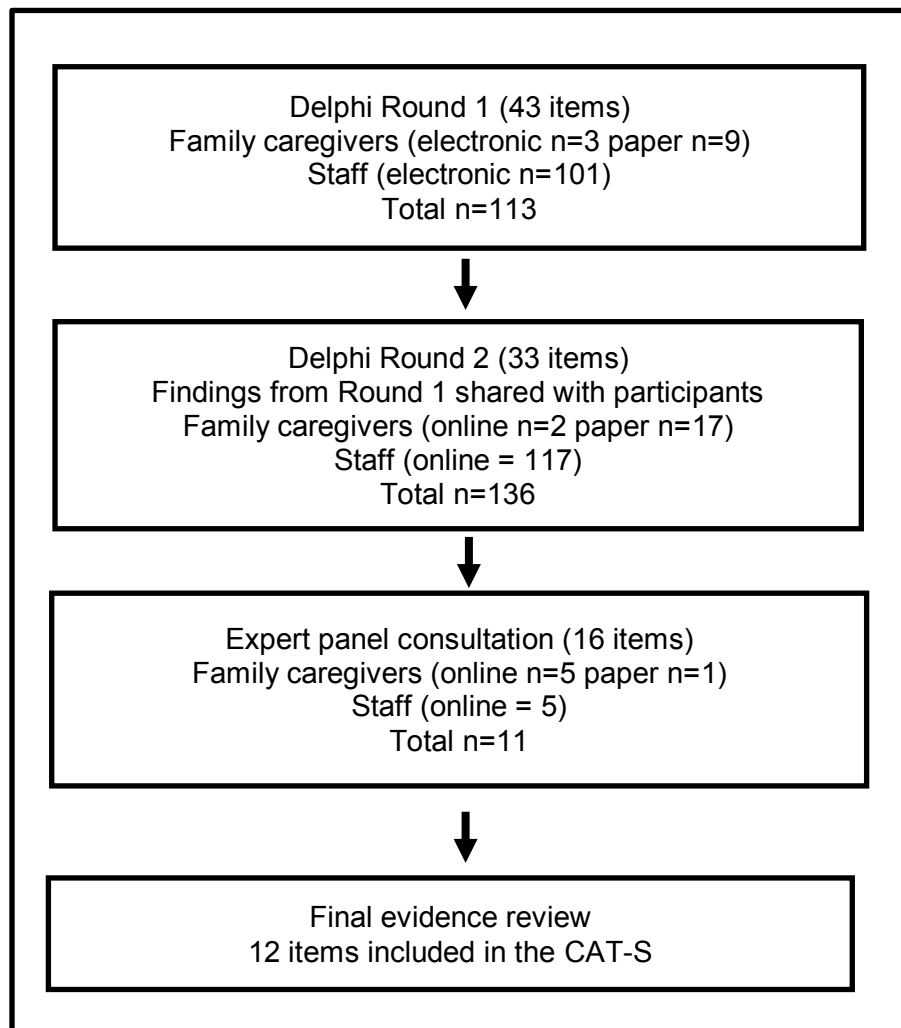 Delphi Round 1 (43 items)
Family caregivers (electronic n=3 paper n=9)
Staff (electronic n=101)
Total n=113
Delphi Round 2 (33 items)
Findings from Round 1 shared with participants
Family caregivers (online n=2 paper n=17)
Staff (online = 117)
Total n=136
Expert panel consultation (16 items)
Family caregivers (online n=5 paper n=1)
Staff (online = 5)
Total n=11
Final evidence review
12 items included in the CAT-S